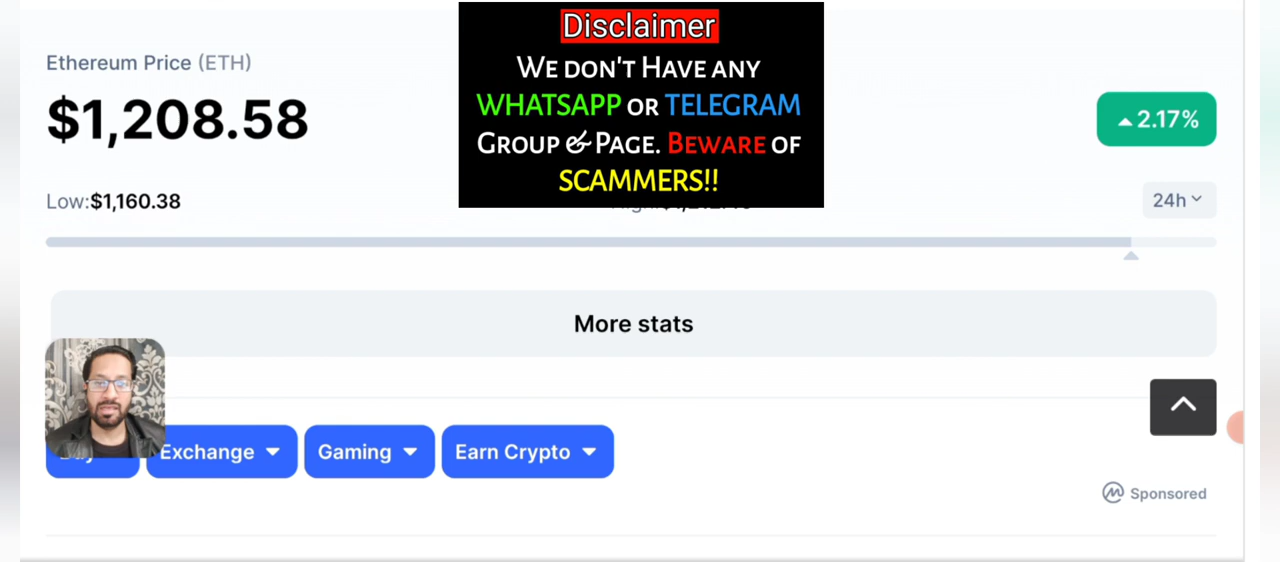 Disclaimer
WE DON'T HAVE ANY
WHATSAPP OR TELEGRAM
GROUP & PAGE. BEWARE OF
SCAMMERS!!
Ethereum Price (ETH)
$1,208.58
2.17%
Low:$1,160.38
24h
More stats
Exchange
Gaming
Earn Crypto
Sponsored